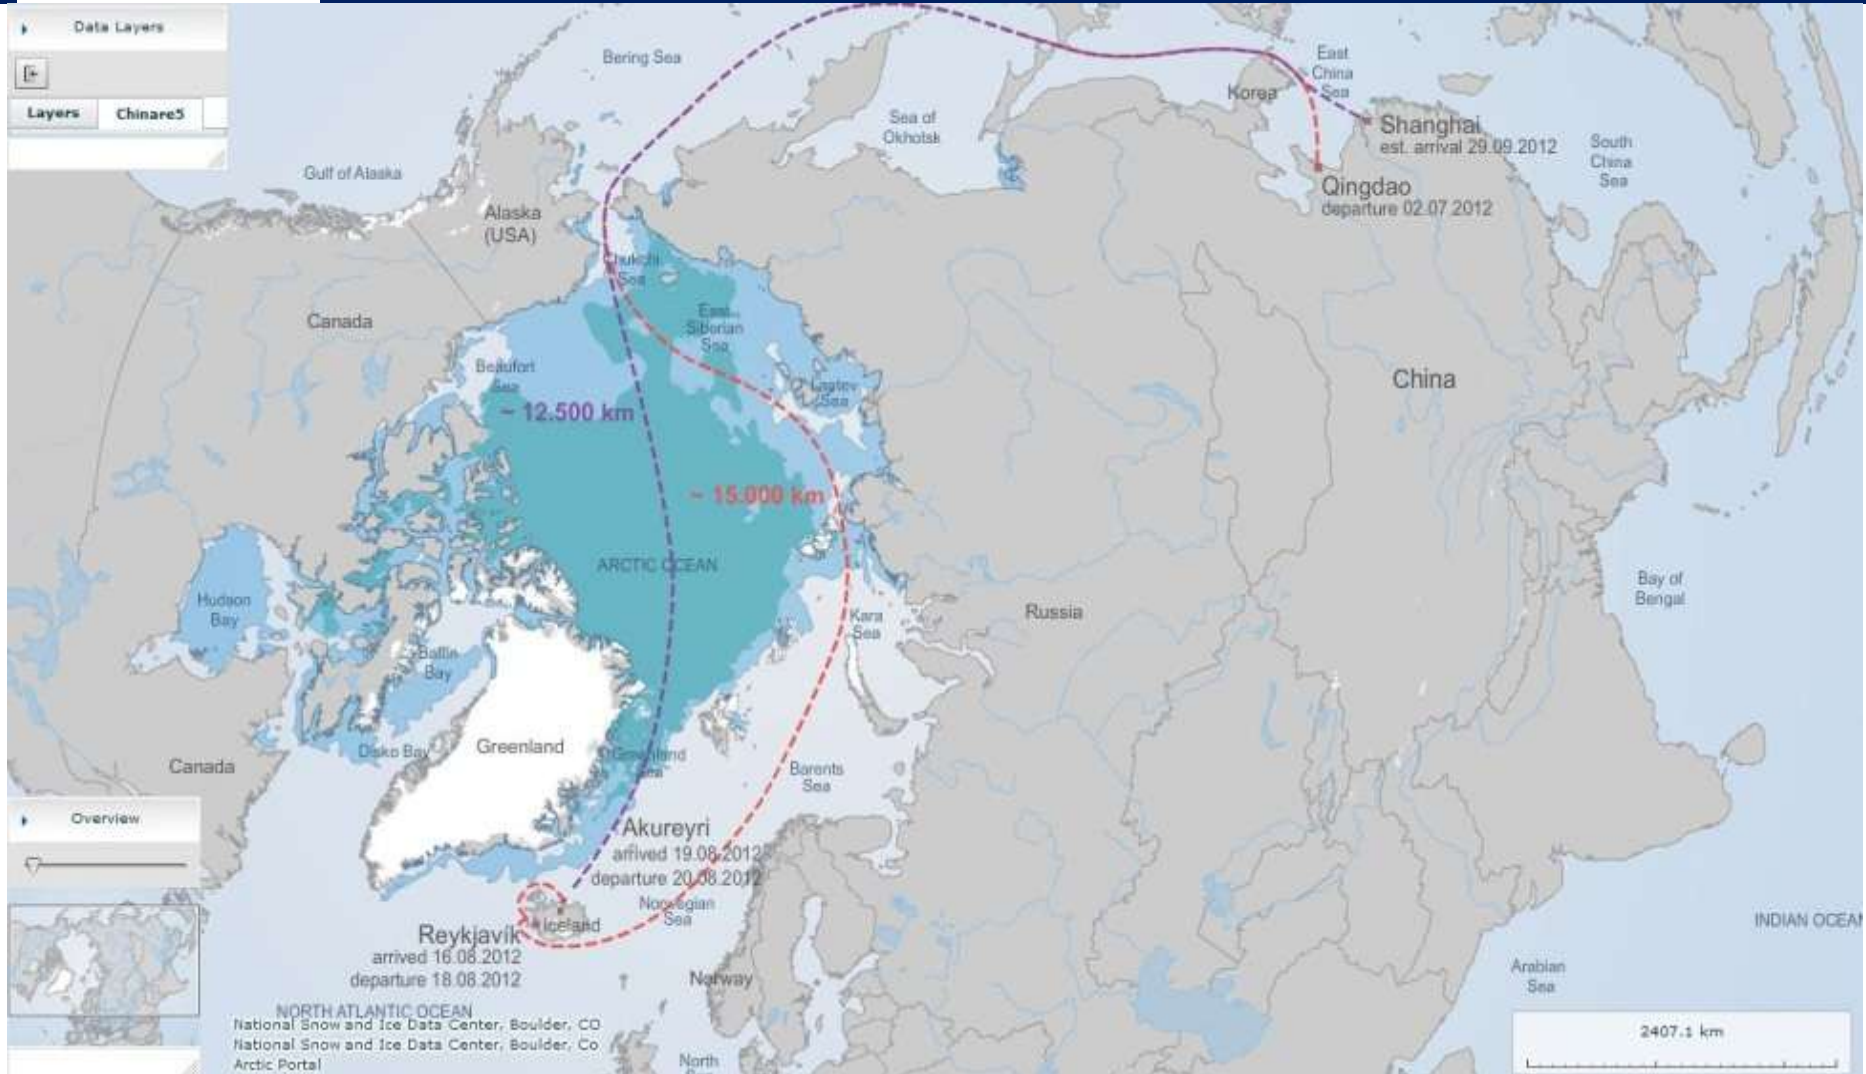 Data Layers
Layers
Chinare5
Bering Sea
East
China
Sea
Korea
Sea of
Okhotsk
Shanghai
est. arrival 29.09.2012
South
China
Sea
Gulf of Alaska
Qingdao
departure 02.07.2012
Alaska
(USA)
Chukchi
Sea
Canada
East
Siberian
Sea
Beaufort
Sea
Laptev
Sea
China
~ 12.500 km
~ 15.000 km
ARCTIC OCEAN
Hudson
Bay
Kara
Sea
Russia
Bay of
Bengal
Baffin
Bay
Disko Bay
Greenland
Greenland
Sea
Canada
Barents
Sea
Overview
Akureyri
arrived 19.08.2012
departure 20.08.2012
Norwegian
Sea
Iceland
Reykjavík
arrived 16.08.2012
departure 18.08.2012
INDIAN OCEAN
Arabian
Sea
Norway
NORTH ATLANTIC OCEAN
National Snow and Ice Data Center, Boulder, CO
National Snow and Ice Data Center, Boulder, Co
Arctic Portal
North
2407.1 km